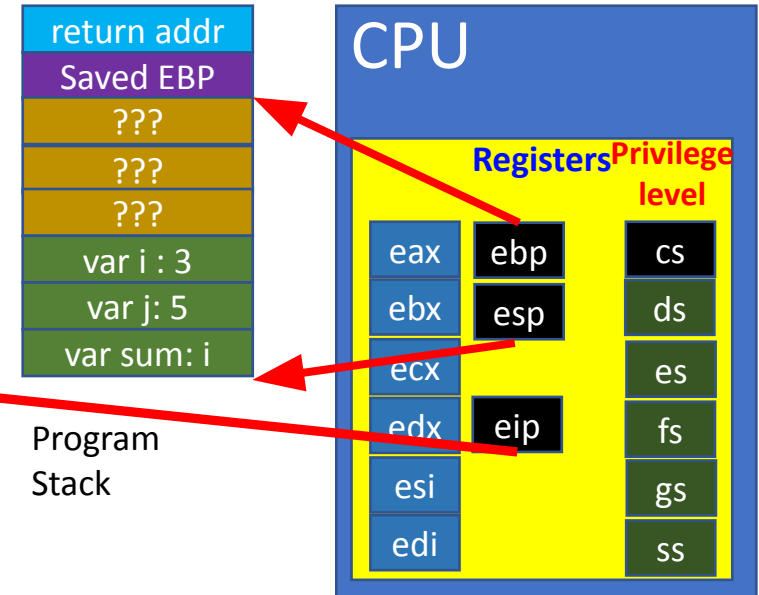 return addr
Saved EBP
???
???
???
var i : 3
var j: 5
var sum: i
Program
Stack
CPU
Registers
Privilege
level
eax
ebp
cs
ebx
esp
ds
ecx
es
edx
eip
fs
esi
gs
edi
ss